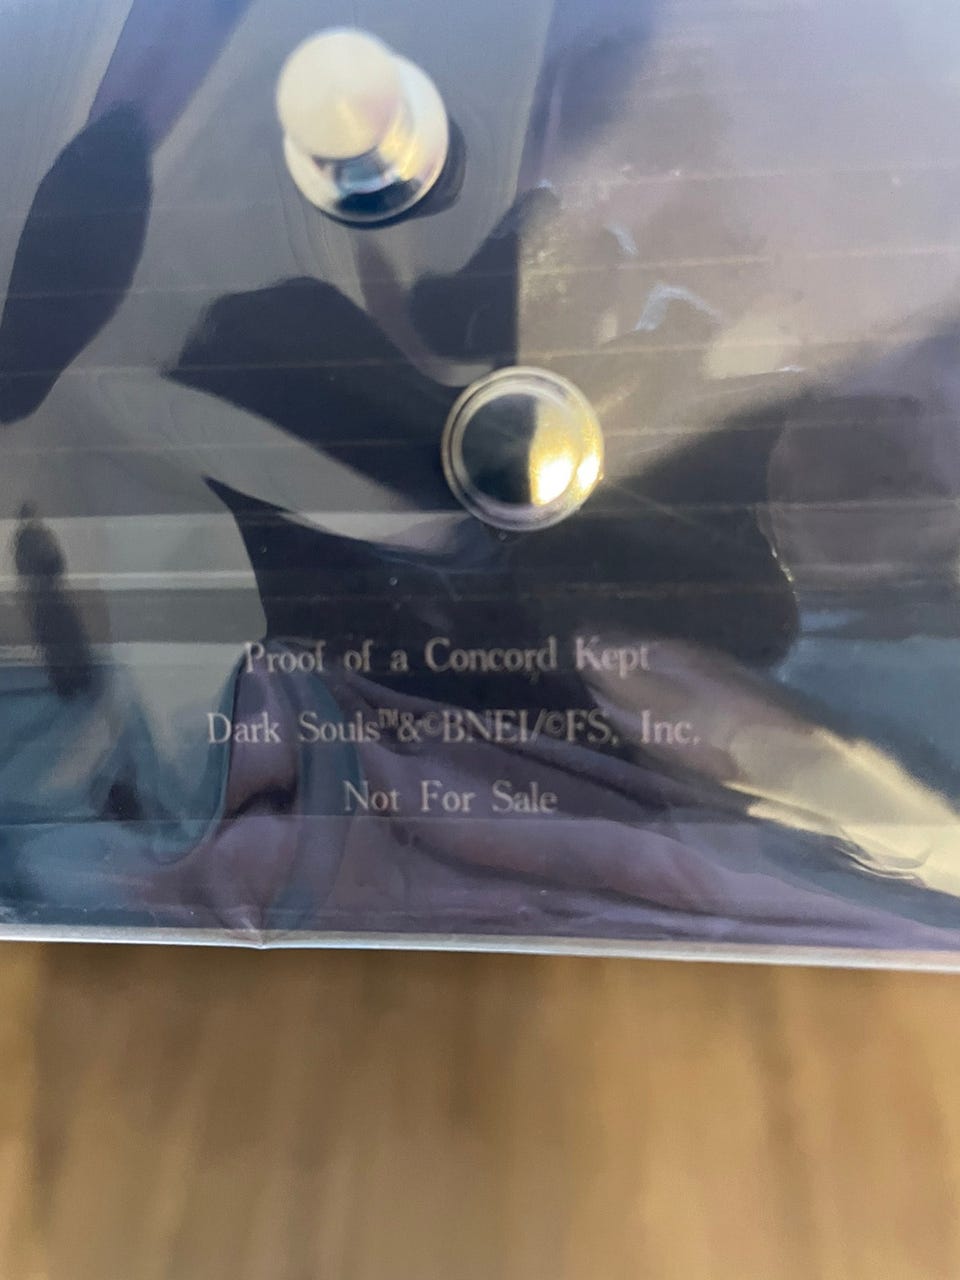 Proof of a Concord Kept
Dark Souls™&©BNEI/©FS, Inc.
Not For Sale